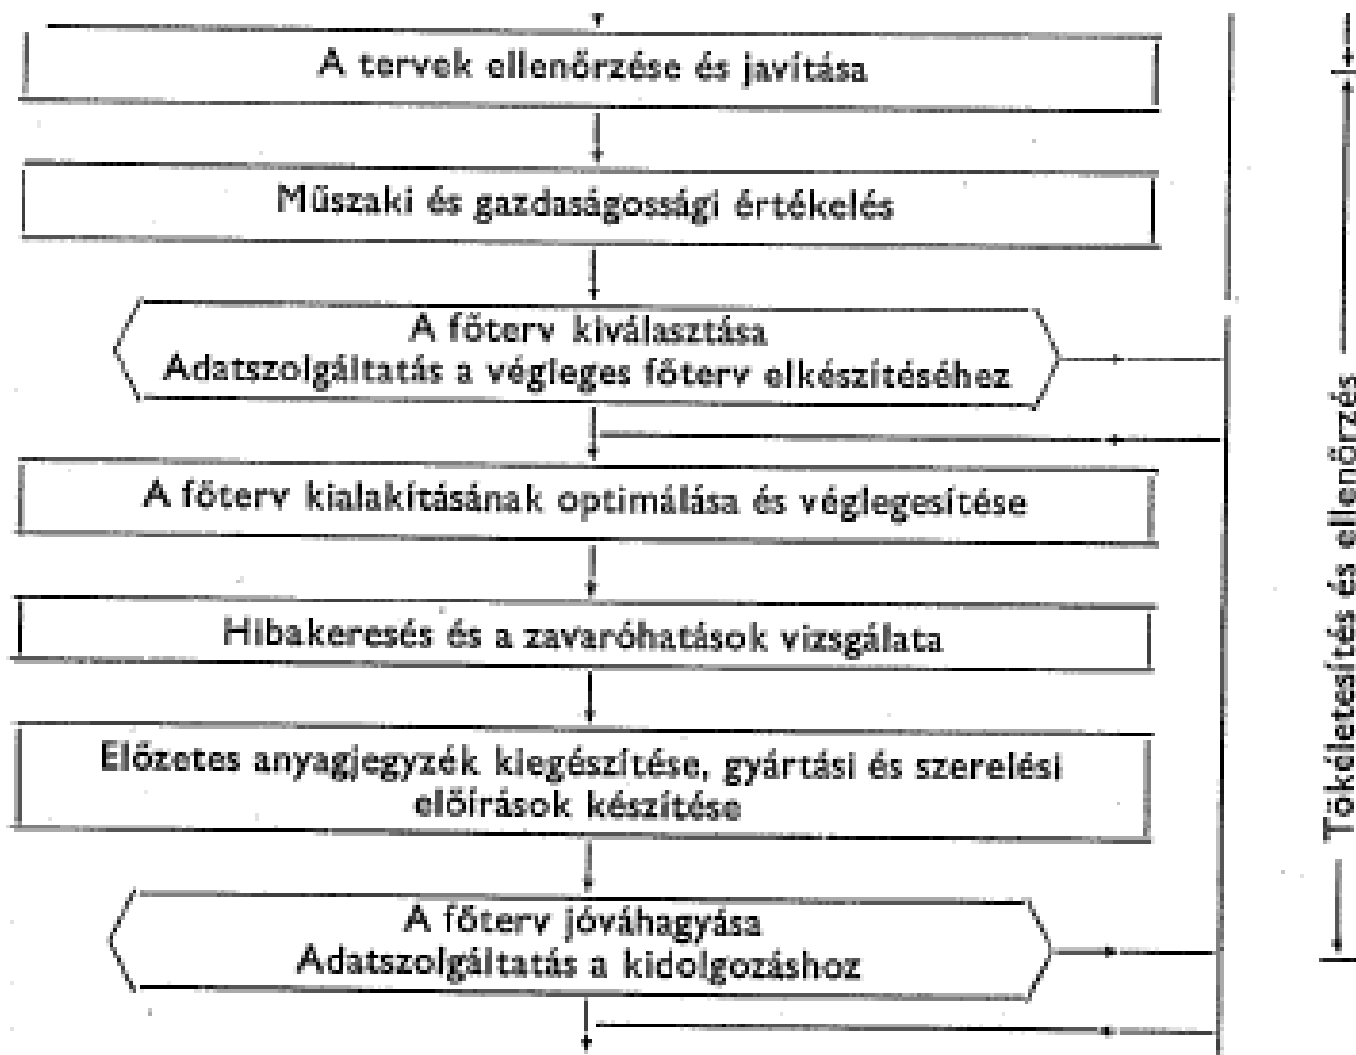 A tervek ellenőrzése és javítása
Műszaki és gazdaságossági értékelés
A főterv kiválasztása
Adatszolgáltatás a végleges főterv elkészítéséhez
A főterv kialakításának optimálása és véglegesítése
Hibakeresés és a zavaróhatások vizsgálata
Előzetes anyagjegyzék kiegészítése, gyártási és szerelési
előírások készítése
A főterv jóváhagyása
Adatszolgáltatás a kidolgozáshoz
Tökéletesítés és ellenőrzés